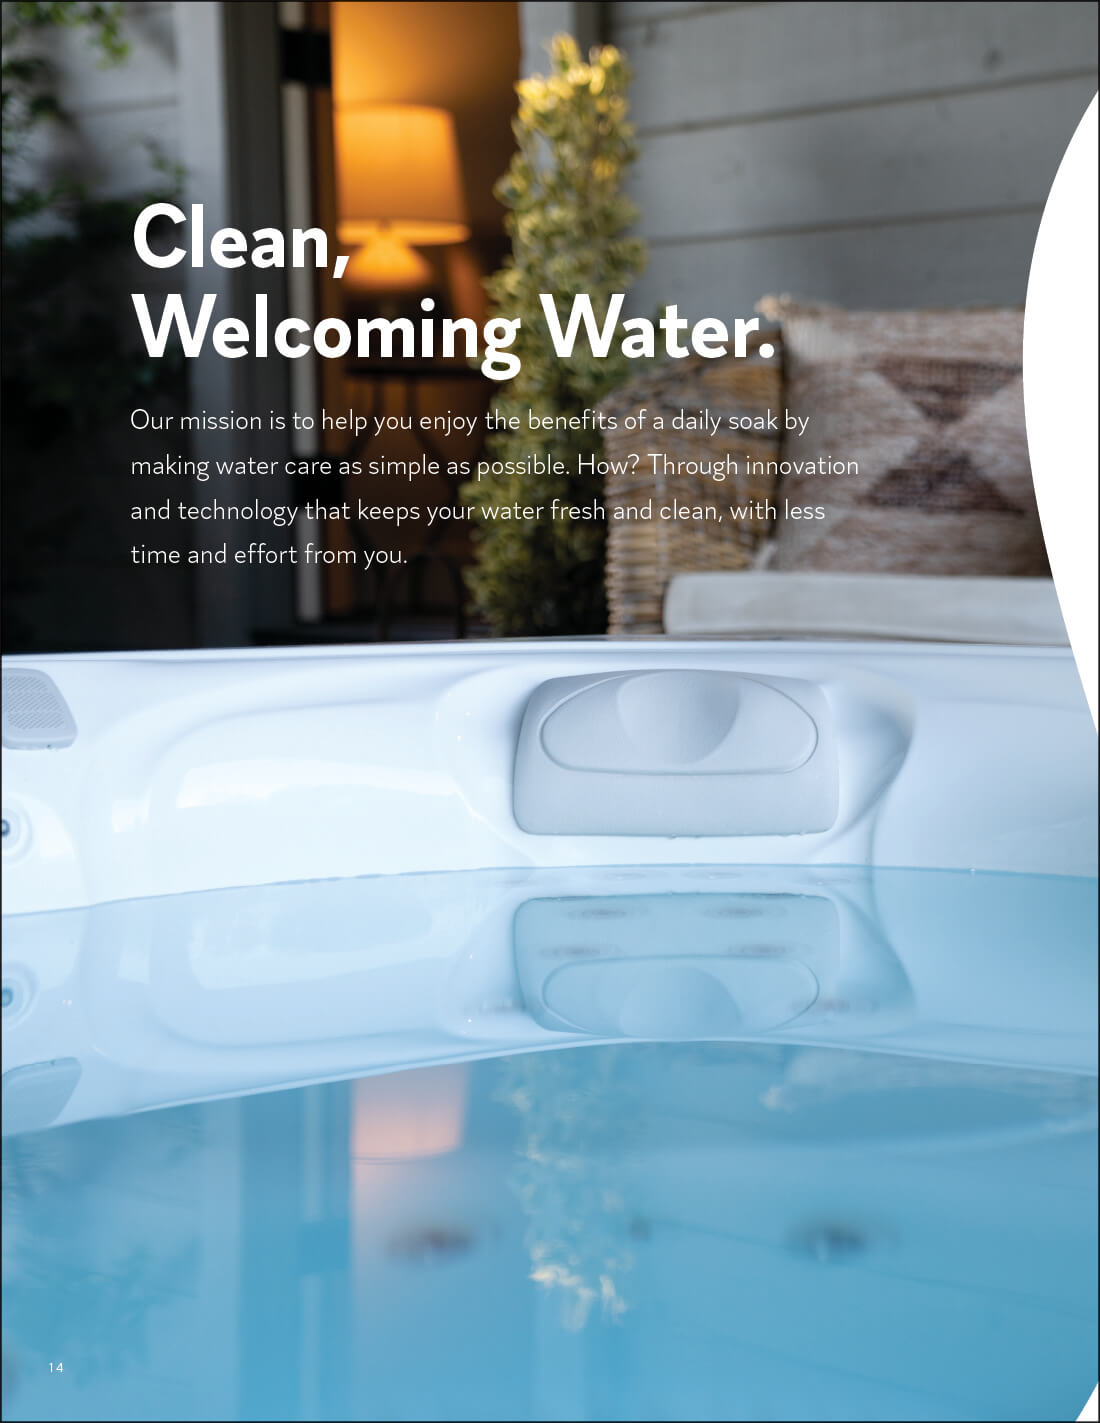 Clean,
Welcoming Water.
Our mission is to help you enjoy the benefits of a daily soak by
making water care as simple as possible. How? Through innovation
and technology that keeps your water fresh and clean, with less
time and effort from you.
14